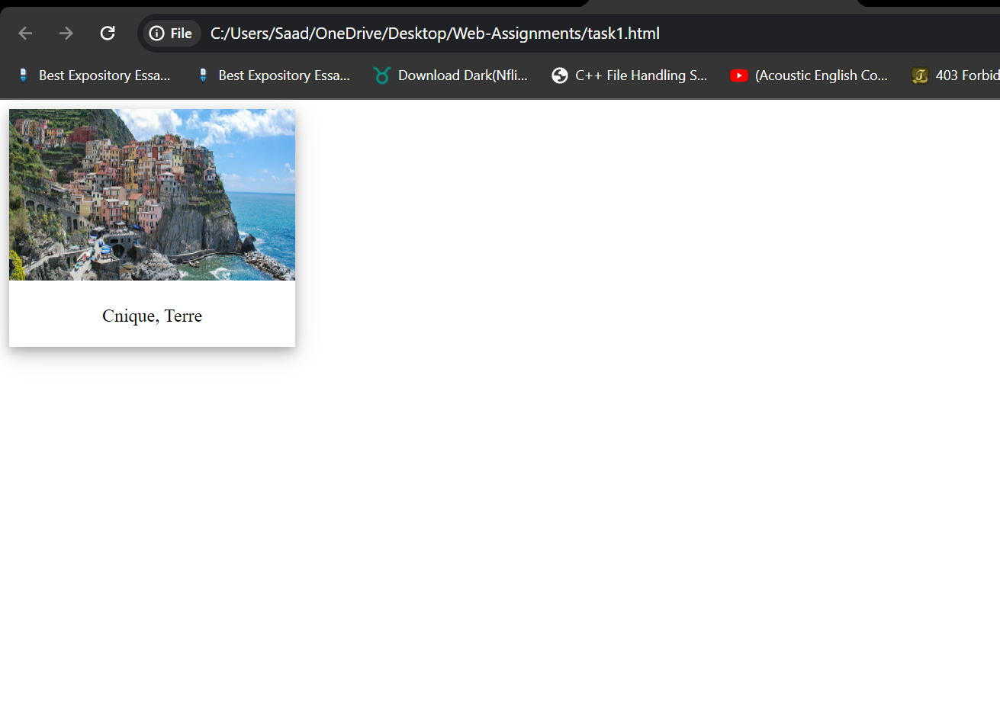 File C:/Users/Saad/OneDrive/Desktop/Web-Assignments/task1.html
Best Expository Essa... Best Expository Essa... Download Dark(Nfli... C++ File Handling S... (Acoustic English Co... 403 Forbid
Cnique, Terre